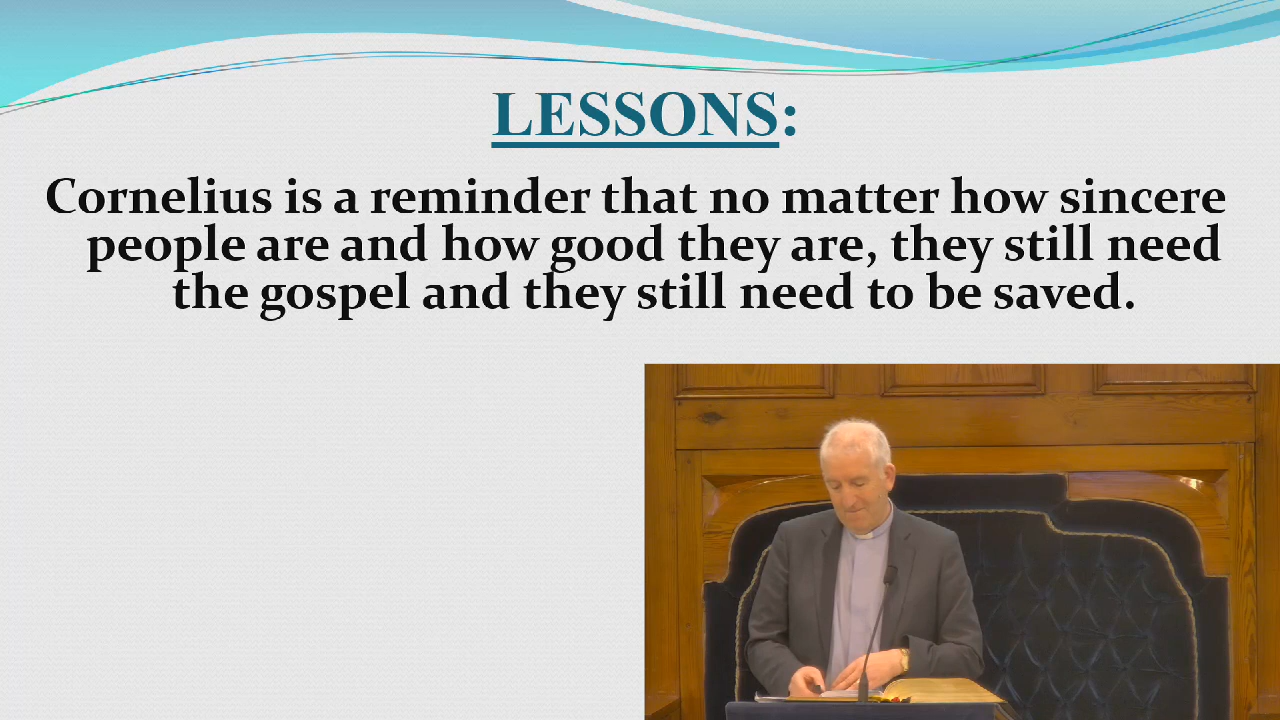 LESSONS:
Cornelius is a reminder that no matter how sincere
people are and how good they are, they still need
the gospel and they still need to be saved.